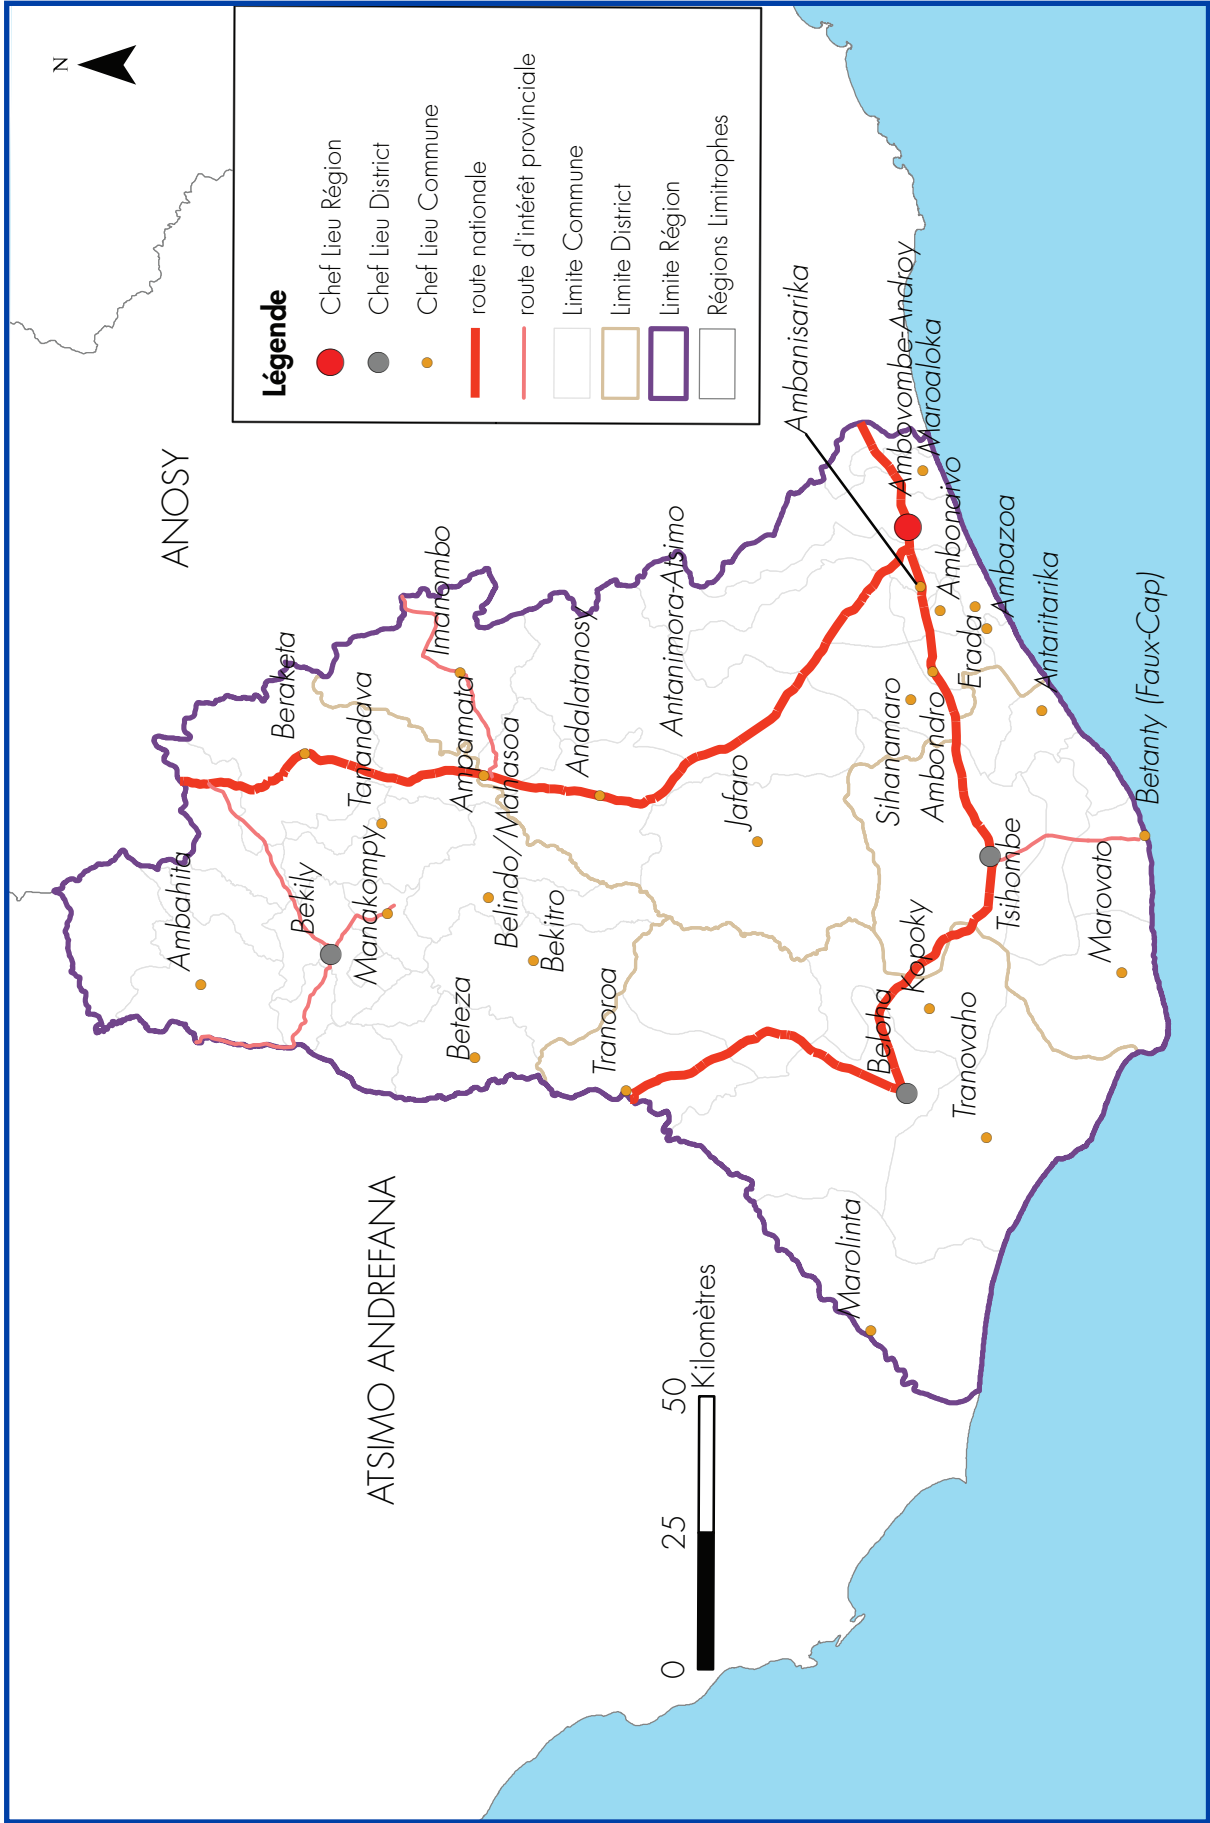 N
Légende
Chef Lieu Région
Chef Lieu District
Chef Lieu Commune
route nationale
route d'intérêt provinciale
Limite Commune
Limite District
Limite Région
Régions Limitrophes
ANOSY
ATSIMO ANDREFANA
Ambahita
Beraketa
Bekily
Tanandava
Manakompy
Imanombo
Ampamata
Beteza
Belindo/Mahasoa
Bekitro
Andalatanosy
Tranoroa
Antanimora-Atsimo
Jafaro
Ambanisarika
Marolinta
Beloha
Sihanamaro
Ambovombe-Androy
Kopoky
Ambondro
Maroaloka
Ambonaivo
Tranovaho
Erada
Tsihombe
Ambazoa
Antaritarika
Marovato
Betanty (Faux-Cap)
0
25
50
Kilomètres